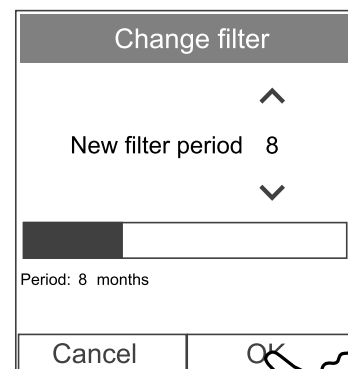 Change filter
New filter period 8
Period: 8 months
Cancel OK